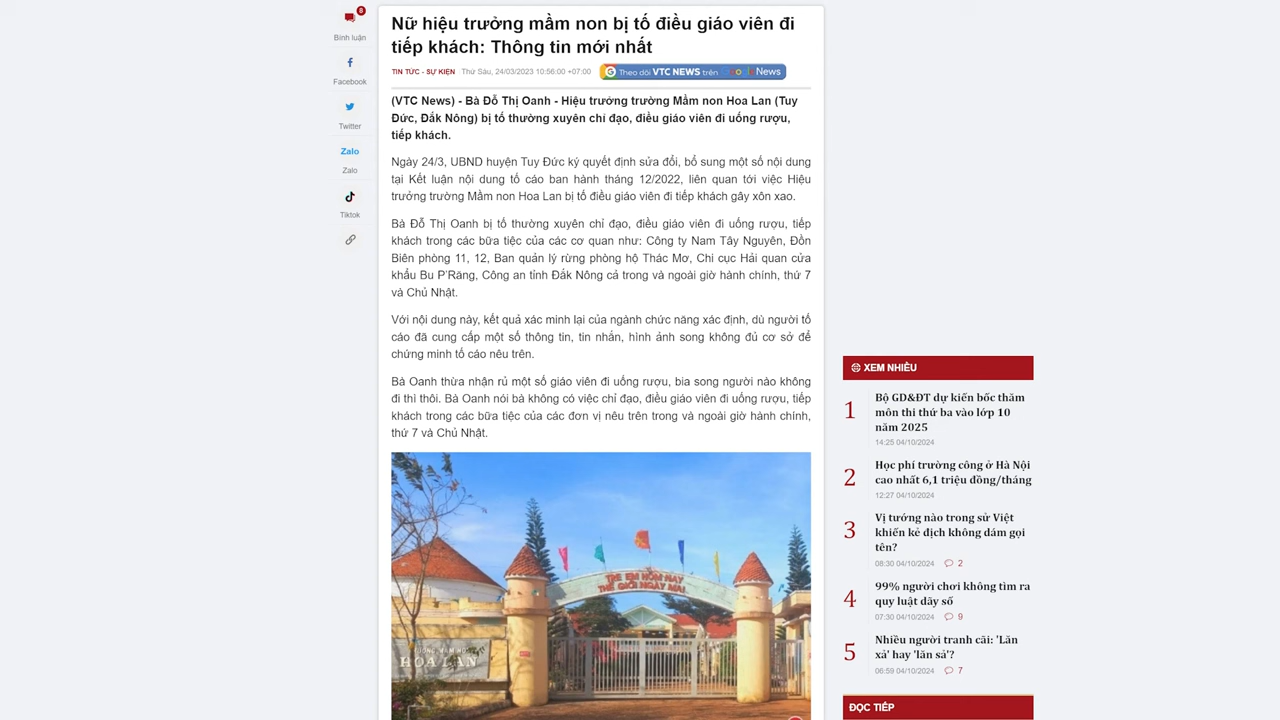 8
Bình luận
Facebook
Twitter
Zalo
Zalo
Tiktok
Nữ hiệu trưởng mầm non bị tố điều giáo viên đi
tiếp khách: Thông tin mới nhất
TIN TỨC - SỰ KIỆN Thứ Sáu, 24/03/2023 10:56:00 +07:00 Theo dõi VTC NEWS trên Google News
(VTC News) - Bà Đỗ Thị Oanh - Hiệu trưởng trường Mầm non Hoa Lan (Tuy
Đức, Đắk Nông) bị tố thường xuyên chỉ đạo, điều giáo viên đi uống rượu,
tiếp khách.
Ngày 24/3, UBND huyện Tuy Đức ký quyết định sửa đổi, bổ sung một số nội dung
tại Kết luận nội dung tố cáo ban hành tháng 12/2022, liên quan tới việc Hiệu
trưởng trường Mầm non Hoa Lan bị tố điều giáo viên đi tiếp khách gây xôn xao.
Bà Đỗ Thị Oanh bị tố thường xuyên chỉ đạo, điều giáo viên đi uống rượu, tiếp
khách trong các bữa tiệc của các cơ quan như: Công ty Nam Tây Nguyên, Đồn
Biên phòng 11, 12, Ban quản lý rừng phòng hộ Thác Mơ, Chi cục Hải quan cửa
khẩu Bu P'Răng, Công an tỉnh Đắk Nông cả trong và ngoài giờ hành chính, thứ 7
và Chủ Nhật.
Với nội dung này, kết quả xác minh lại của ngành chức năng xác định, dù người tố
cáo đã cung cấp một số thông tin, tin nhắn, hình ảnh song không đủ cơ sở để
chứng minh tố cáo nêu trên.
Bà Oanh thừa nhận rủ một số giáo viên đi uống rượu, bia song người nào không
đi thì thôi. Bà Oanh nói bà không có việc chỉ đạo, điều giáo viên đi uống rượu, tiếp
khách trong các bữa tiệc của các đơn vị nêu trên trong và ngoài giờ hành chính,
thứ 7 và Chủ Nhật.
TRẺ EM HÔM NAY
THẾ GIỚI NGÀY MAI
TRƯỜNG MẦM NON
HOA LAN
XEM NHIỀU
1
Bộ GD&ĐT dự kiến bốc thăm
môn thi thứ ba vào lớp 10
năm 2025
14:25 04/10/2024
2
Học phí trường công ở Hà Nội
cao nhất 6,1 triệu đồng/tháng
12:27 04/10/2024
3
Vị tướng nào trong sử Việt
khiến kẻ địch không dám gọi
tên?
08:30 04/10/2024 2
4
99% người chơi không tìm ra
quy luật dãy số
07:30 04/10/2024 9
5
Nhiều người tranh cãi: 'Lăn
xả' hay 'lăn sả'?
06:59 04/10/2024 7
ĐỌC TIẾP